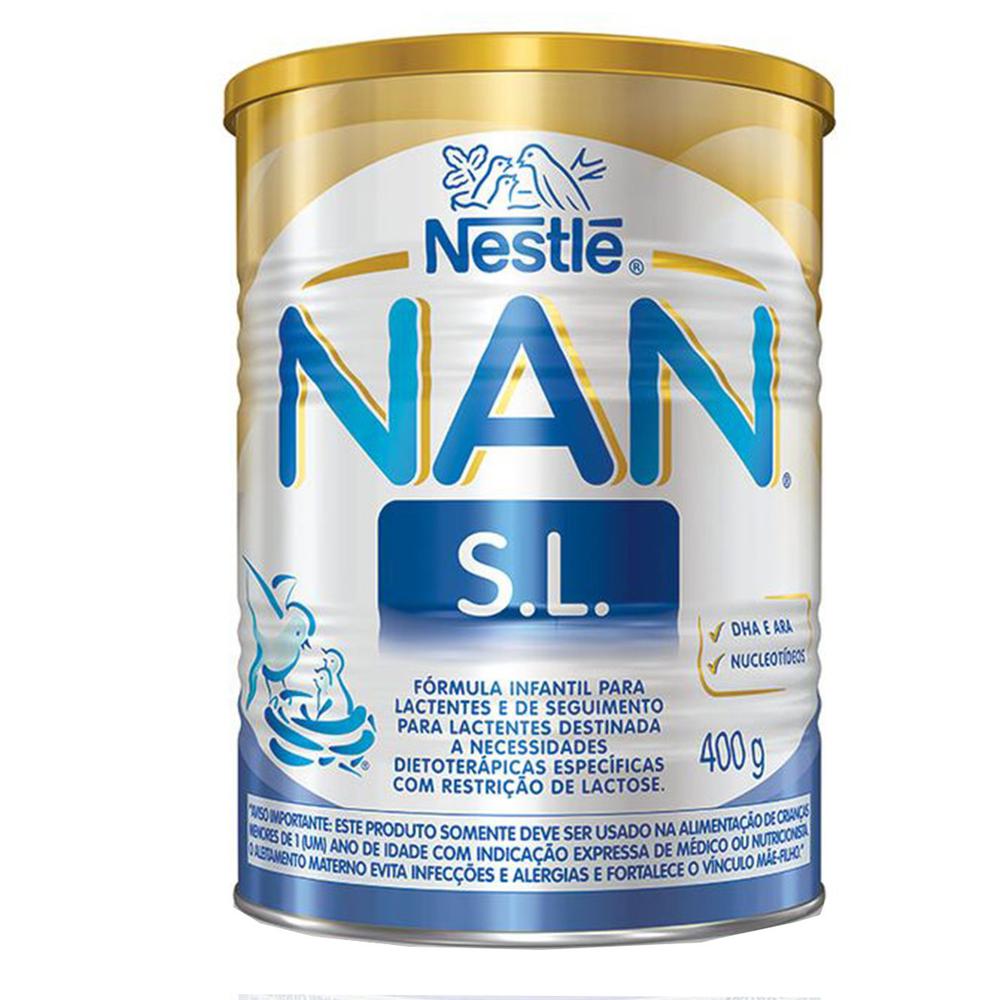 Nestlé®
NAN®
S.L.
DHA E ARA
NUCLEOTÍDEOS
FÓRMULA INFANTIL PARA
LACTENTES E DE SEGUIMENTO
PARA LACTENTES DESTINADA
A NECESSIDADES
DIETOTERÁPICAS ESPECÍFICAS
COM RESTRIÇÃO DE LACTOSE.
400 g
®
"AVISO IMPORTANTE: ESTE PRODUTO SOMENTE DEVE SER USADO NA ALIMENTAÇÃO DE CRIANÇAS
MENORES DE 1 (UM) ANO DE IDADE COM INDICAÇÃO EXPRESSA DE MÉDICO OU NUTRICIONISTA.
O ALEITAMENTO MATERNO EVITA INFECÇÕES E ALERGIAS E FORTALECE O VÍNCULO MÃE-FILHO."